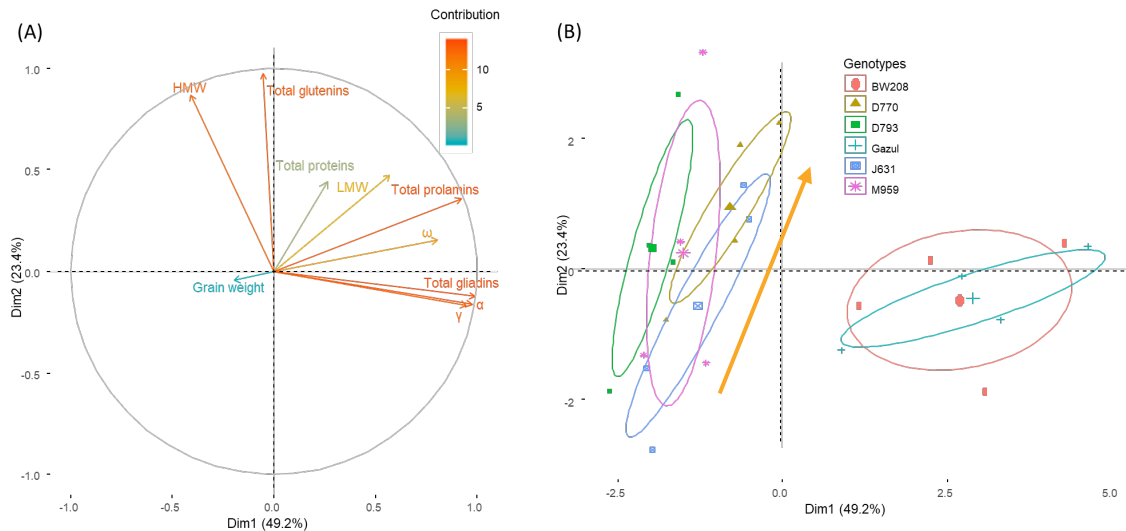 (A)
Contribution
10
5
1.0
0.5
0.0
-0.5
-1.0
Dim2 (23.4%)
HMW
Total glutenins
Total proteins
LMW
Total prolamins
ω
Total gliadins
Grain weight
α
γ
-1.0
-0.5
0.0
0.5
1.0
Dim1 (49.2%)
(B)
Genotypes
BW208
D770
D793
Gazul
J631
M959
2
0
-2
Dim2 (23.4%)
-2.5
0.0
2.5
5.0
Dim1 (49.2%)